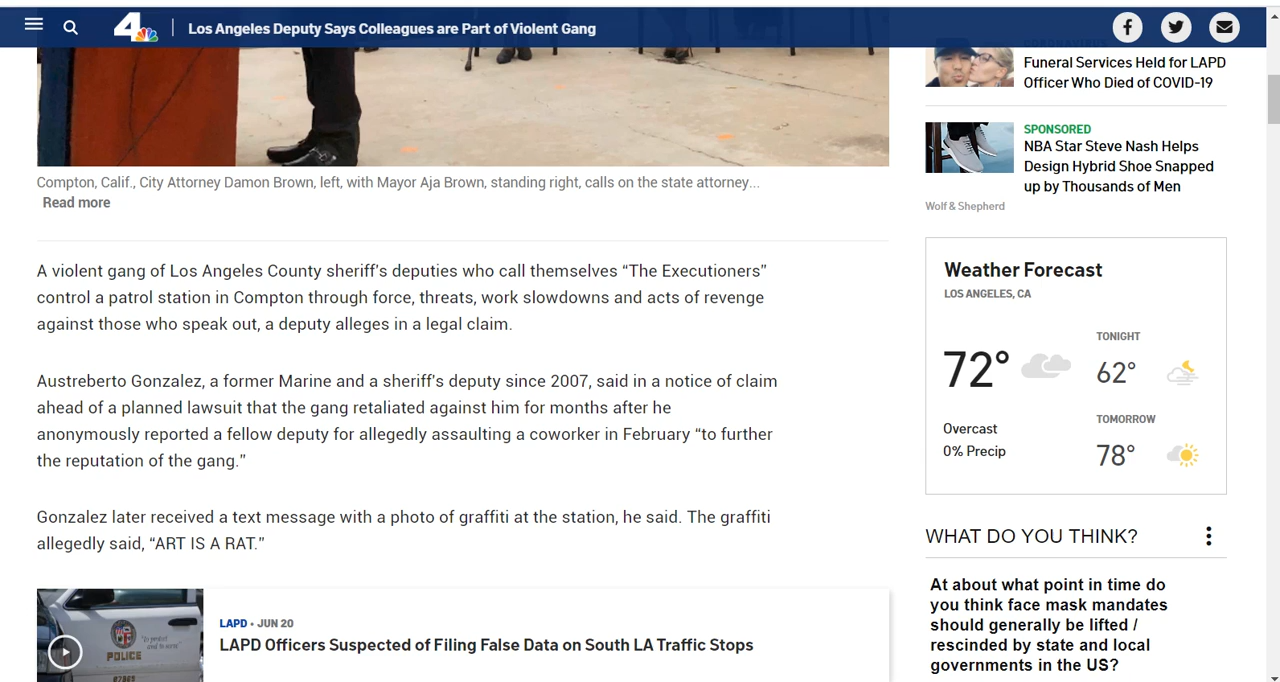 4
Los Angeles Deputy Says Colleagues are Part of Violent Gang
Funeral Services Held for LAPD
Officer Who Died of COVID-19
SPONSORED
NBA Star Steve Nash Helps
Design Hybrid Shoe Snapped
up by Thousands of Men
Wolf & Shepherd
Compton, Calif., City Attorney Damon Brown, left, with Mayor Aja Brown, standing right, calls on the state attorney...
Read more
A violent gang of Los Angeles County sheriff's deputies who call themselves “The Executioners”
control a patrol station in Compton through force, threats, work slowdowns and acts of revenge
against those who speak out, a deputy alleges in a legal claim.
Austreberto Gonzalez, a former Marine and a sheriff's deputy since 2007, said in a notice of claim
ahead of a planned lawsuit that the gang retaliated against him for months after he
anonymously reported a fellow deputy for allegedly assaulting a coworker in February “to further
the reputation of the gang.”
Gonzalez later received a text message with a photo of graffiti at the station, he said. The graffiti
allegedly said, “ART IS A RAT.”
LAPD • JUN 20
LAPD Officers Suspected of Filing False Data on South LA Traffic Stops
POLICE
Weather Forecast
LOS ANGELES, CA
72°
Overcast
0% Precip
TONIGHT
62°
TOMORROW
78°
WHAT DO YOU THINK?
At about what point in time do
you think face mask mandates
should generally be lifted /
rescinded by state and local
governments in the US?